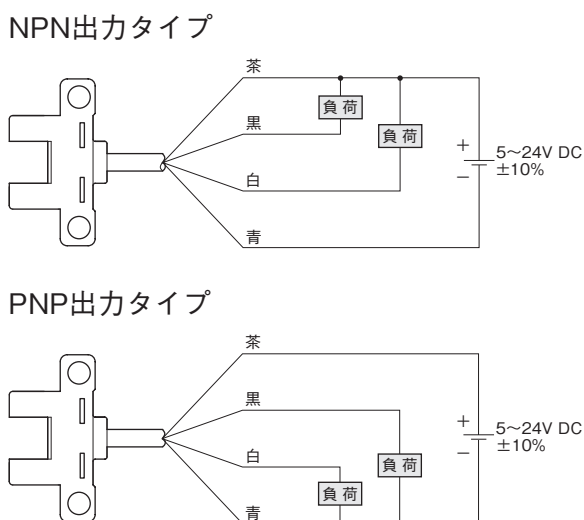 NPN出力タイプ
茶
負荷
黒
負荷
白
青
+
−
5〜24V DC
±10%
PNP出力タイプ
茶
黒
白
負荷
負荷
青
+
−
5〜24V DC
±10%